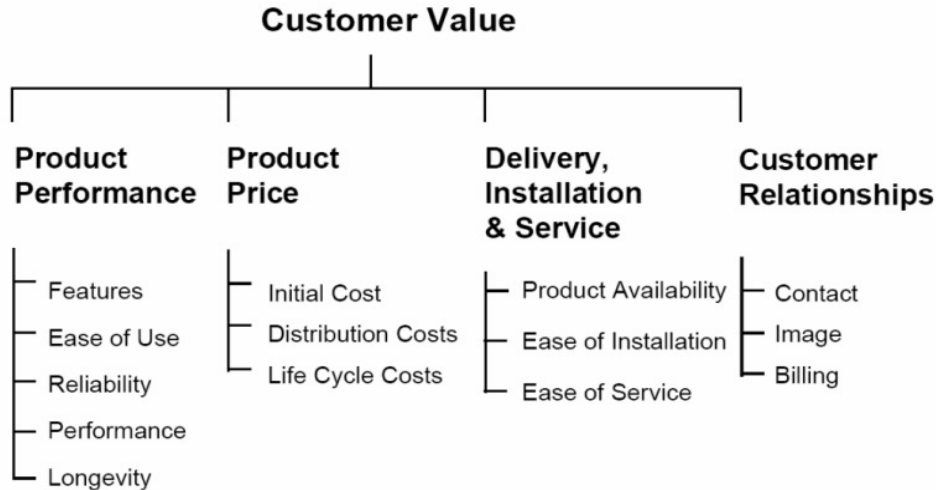 Customer Value
Product
Performance
Features
Ease of Use
Reliability
Performance
Longevity
Product
Price
Initial Cost
Distribution Costs
Life Cycle Costs
Delivery,
Installation
& Service
Product Availability
Ease of Installation
Ease of Service
Customer
Relationships
Contact
Image
Billing